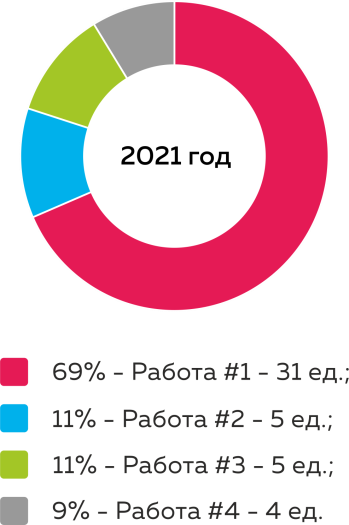 2021 год
69% - Работа #1 - 31 ед.;
11% - Работа #2 - 5 ед.;
11% - Работа #3 - 5 ед.;
9% - Работа #4 - 4 ед.